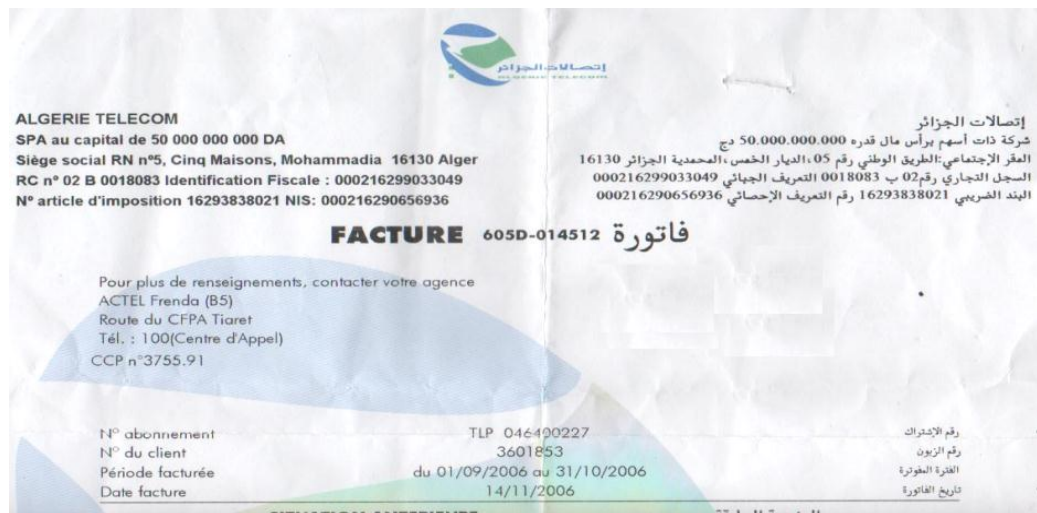 إتصالات الجزائر
ALGERIE TELECOM
ALGERIE TELECOM
SPA au capital de 50 000 000 000 DA
Siège social RN nº5, Cinq Maisons, Mohammadia 16130 Alger
RC nº 02 B 0018083 Identification Fiscale : 000216299033049
Nº article d'imposition 16293838021 NIS: 000216290656936
إتصالات الجزائر
شركة ذات أسهم برأس مال قدره 50.000.000.000 دج
المقر الإجتماعي:الطريق الوطني رقم 05،الديار الخمس،المحمدية الجزائر 16130
السجل التجاري رقم02 ب 0018083 التعريف الجبائي 000216299033049
البند الضريبي 16293838021 رقم التعريف الإحصائي 000216290656936
FACTURE 605D-014512 فاتورة
Pour plus de renseignements, contacter votre agence
ACTEL Frenda (B5)
Route du CFPA Tiaret
Tél. : 100(Centre d'Appel)
CCP n°3755.91
N° abonnement TLP 046400227 رقم الإشتراك
N° du client 3601853 رقم الزبون
Période facturée du 01/09/2006 au 31/10/2006 الفترة المفوترة
Date facture 14/11/2006 تاريخ الفاتورة